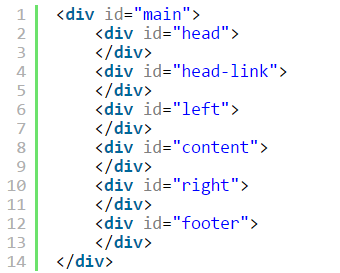 1 <div id="main">
2     <div id="head">
3     </div>
4     <div id="head-link">
5     </div>
6     <div id="left">
7     </div>
8     <div id="content">
9     </div>
10     <div id="right">
11     </div>
12     <div id="footer">
13     </div>
14 </div>